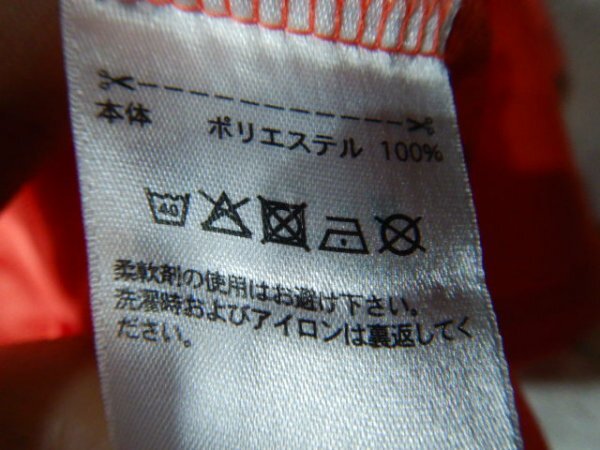 本体 ポリエステル 100%
40
柔軟剤の使用はお避け下さい。
洗濯時およびアイロンは裏返してく
ださい。